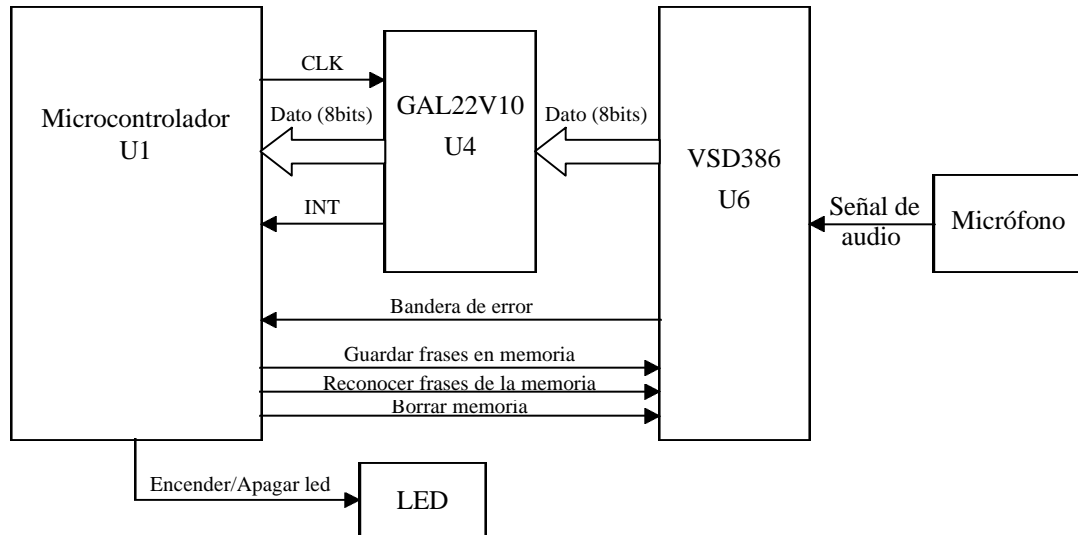 CLK
Microcontrolador
U1
Dato (8bits)
GAL22V10
U4
Dato (8bits)
VSD386
U6
INT
Señal de
audio
Micrófono
Bandera de error
Guardar frases en memoria
Reconocer frases de la memoria
Borrar memoria
Encender/Apagar led
LED